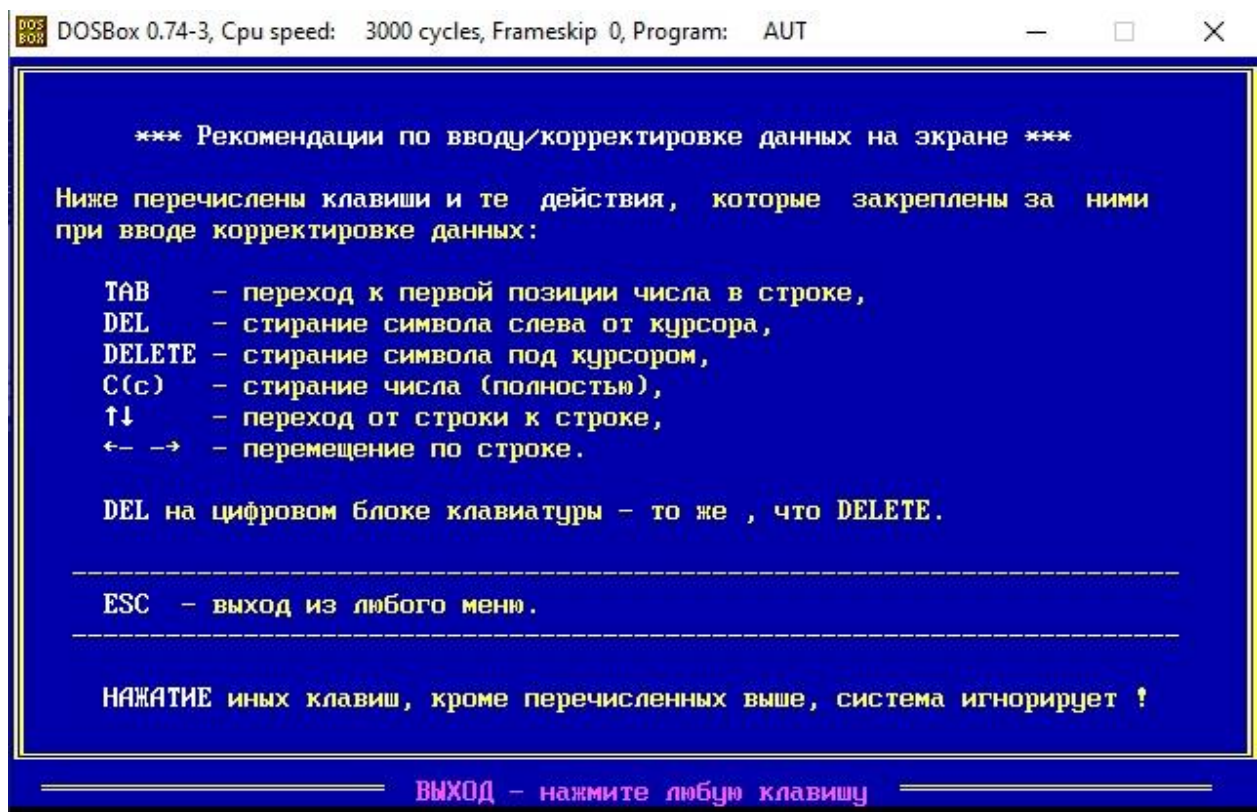 DOS BOX DOSBox 0.74-3, Cpu speed: 3000 cycles, Frameskip 0, Program: AUT
*** Рекомендации по вводу/корректировке данных на экране ***
Ниже перечислены клавиши и те действия, которые закреплены за ними
при вводе корректировке данных:
TAB – переход к первой позиции числа в строке,
DEL – стирание символа слева от курсора,
DELETE – стирание символа под курсором,
C(c) – стирание числа (полностью),
↑↓ – переход от строки к строке,
←– –→ – перемещение по строке.
DEL на цифровом блоке клавиатуры – то же , что DELETE.
ESC – выход из любого меню.
НАЖАТИЕ иных клавиш, кроме перечисленных выше, система игнорирует !
ВЫХОД – нажмите любую клавишу